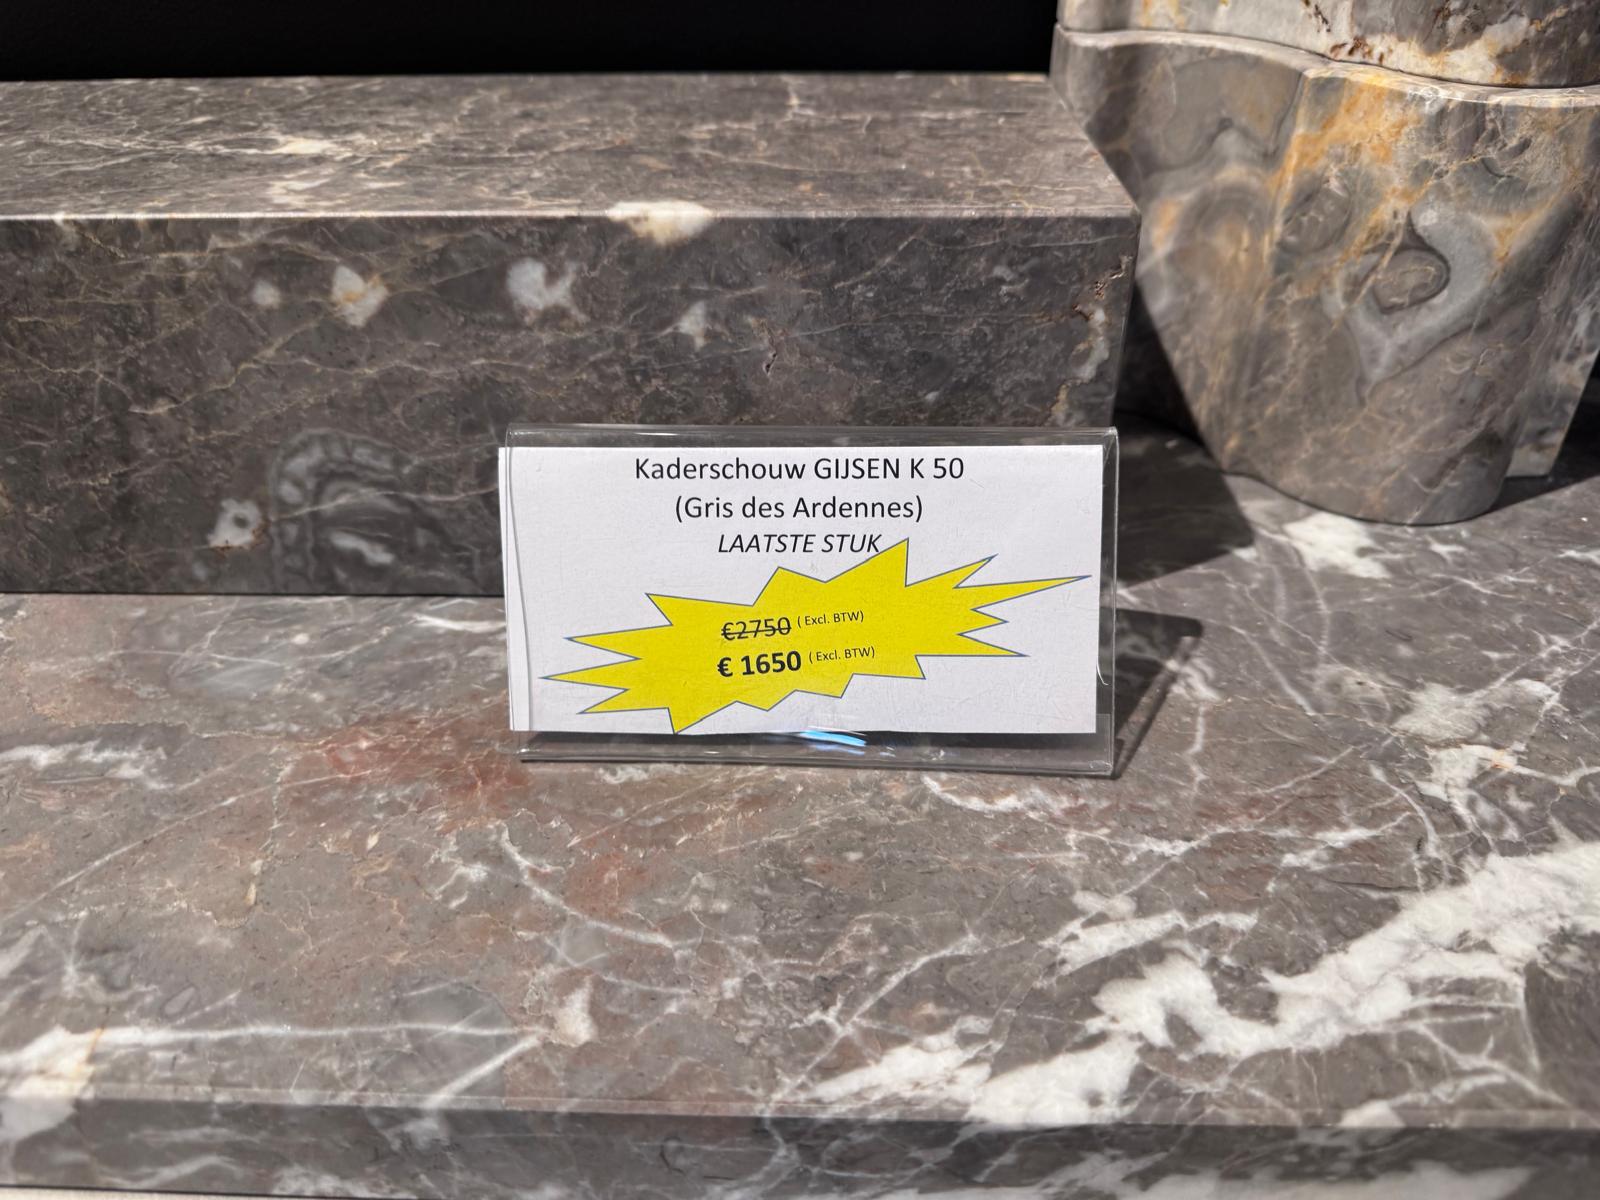 Kaderschouw GIJSEN K 50
(Gris des Ardennes)
LAATSTE STUK
€2750 ( Excl. BTW)
€ 1650 ( Excl. BTW)